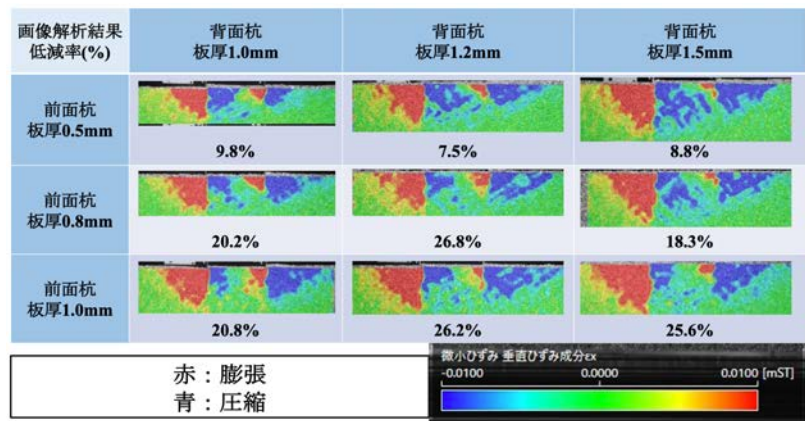 画像解析結果
低減率(%)
背面杭
板厚1.0mm
背面杭
板厚1.2mm
背面杭
板厚1.5mm
前面杭
板厚0.5mm
9.8%
7.5%
8.8%
前面杭
板厚0.8mm
20.2%
26.8%
18.3%
前面杭
板厚1.0mm
20.8%
26.2%
25.6%
赤：膨張
青：圧縮
微小ひずみ 垂直ひずみ成分εx
-0.0100 0.0000 0.0100 [mST]